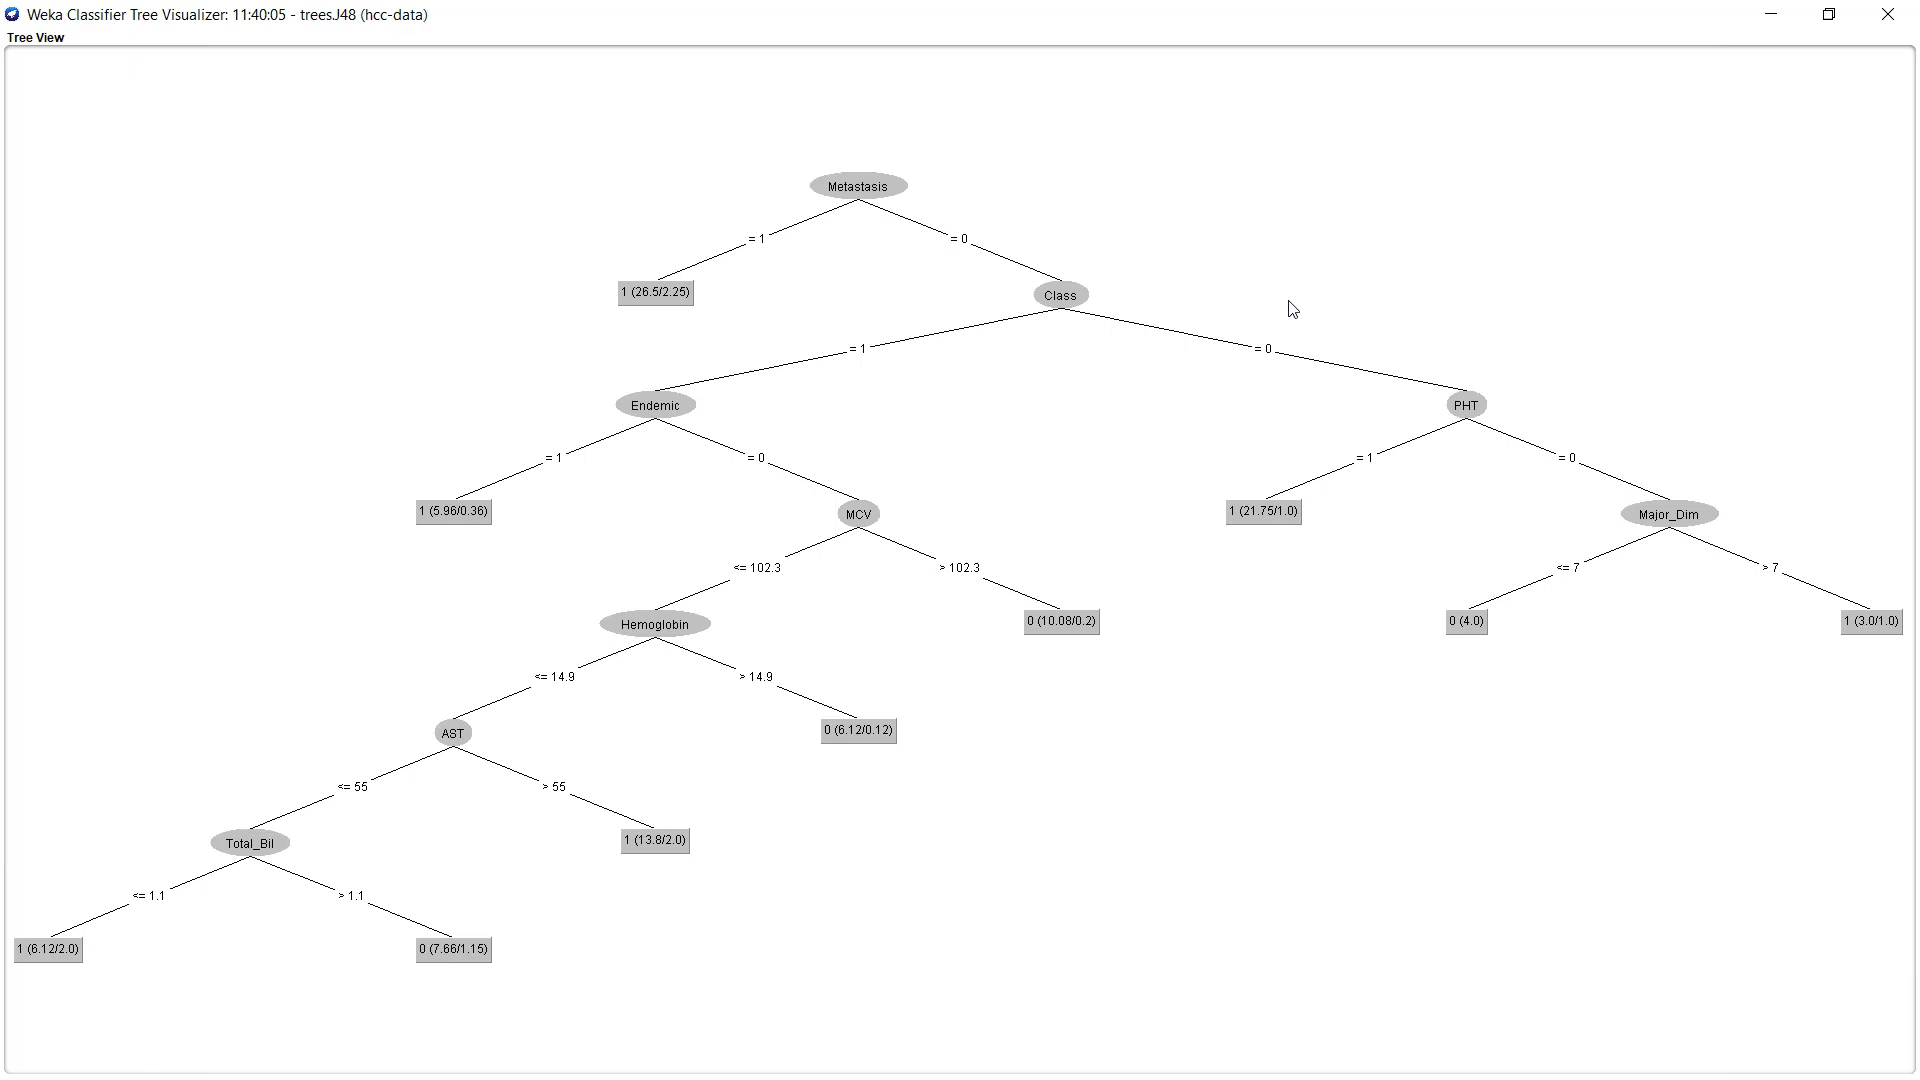 Weka Classifier Tree Visualizer: 11:40:05 - trees.J48 (hcc-data)
Tree View
Metastasis
= 1
= 0
1 (26.5/2.25)
Class
= 1
= 0
Endemic
PHT
= 1
= 0
= 1
= 0
1 (5.96/0.36)
MCV
1 (21.75/1.0)
Major_Dim
<= 102.3
> 102.3
<= 7
> 7
Hemoglobin
0 (10.08/0.2)
0 (4.0)
1 (3.0/1.0)
<= 14.9
> 14.9
AST
0 (6.12/0.12)
<= 55
> 55
Total_Bil
1 (13.8/2.0)
<= 1.1
> 1.1
1 (6.12/2.0)
0 (7.66/1.15)